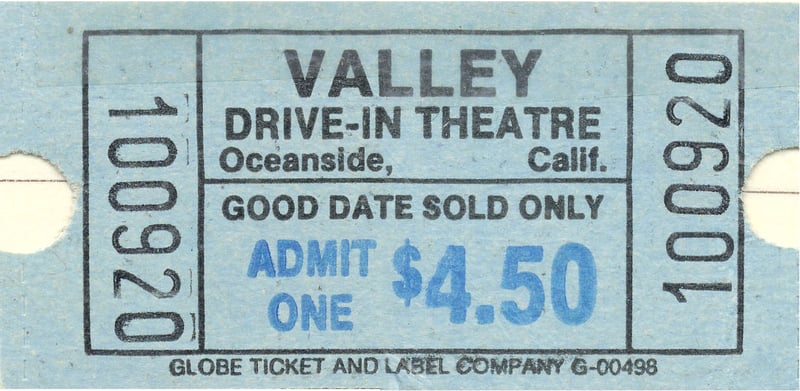 100920
VALLEY
DRIVE-IN THEATRE
Oceanside, Calif.
GOOD DATE SOLD ONLY
ADMIT
ONE
$4.50
100920
GLOBE TICKET AND LABEL COMPANY G-00498